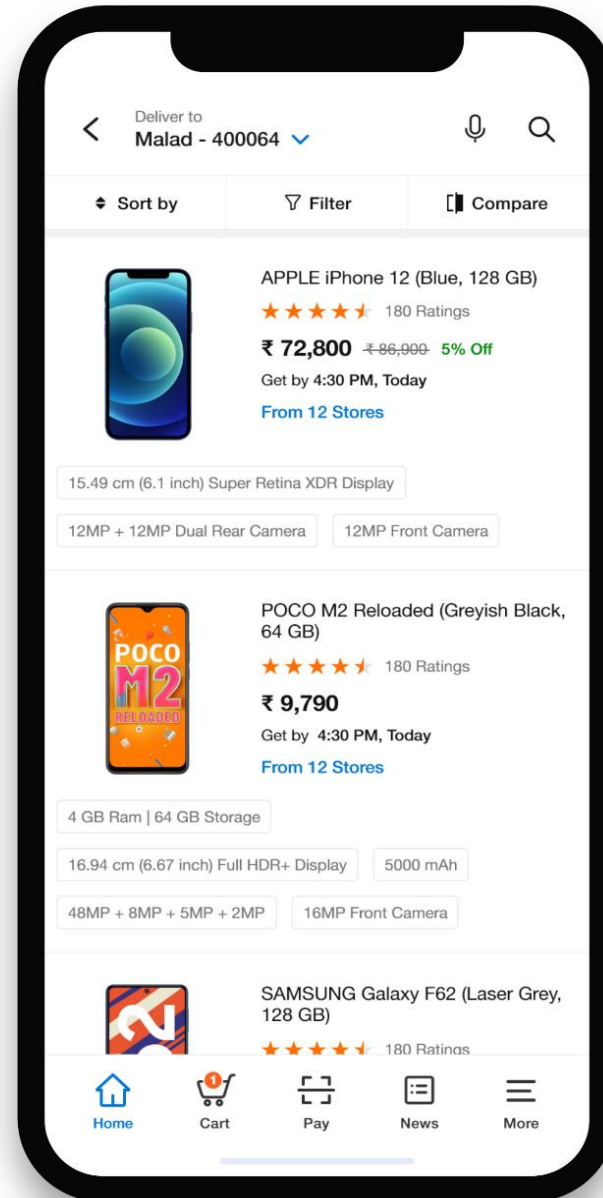 Deliver to
Malad - 400064
Sort by
Filter
Compare
APPLE iPhone 12 (Blue, 128 GB)
180 Ratings
₹ 72,800 ₹ 86,900 5% Off
Get by 4:30 PM, Today
From 12 Stores
15.49 cm (6.1 inch) Super Retina XDR Display
12MP + 12MP Dual Rear Camera
12MP Front Camera
POCO
M2
RELOADED
POCO M2 Reloaded (Greyish Black,
64 GB)
180 Ratings
₹ 9,790
Get by 4:30 PM, Today
From 12 Stores
4 GB Ram | 64 GB Storage
16.94 cm (6.67 inch) Full HDR+ Display
5000 mAh
48MP + 8MP + 5MP + 2MP
16MP Front Camera
SAMSUNG Galaxy F62 (Laser Grey,
128 GB)
180 Ratings
1
Home
Cart
Pay
News
More